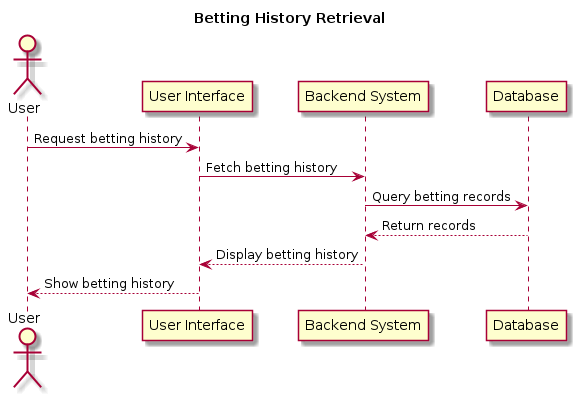 Betting History Retrieval
User
User Interface
Backend System
Database
Request betting history
Fetch betting history
Query betting records
Return records
Display betting history
Show betting history
User
User Interface
Backend System
Database